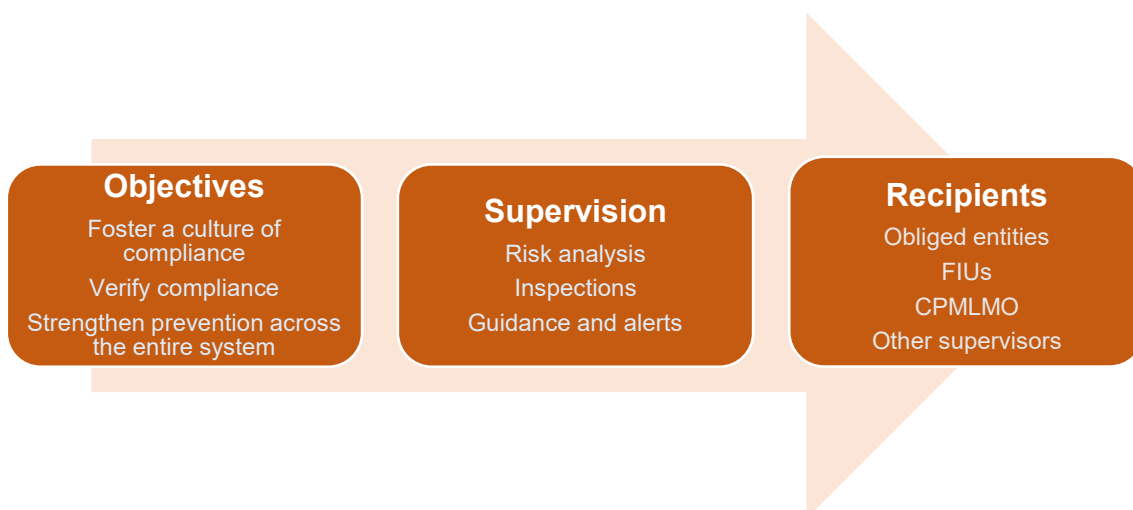 Objectives
Foster a culture of
compliance
Verify compliance
Strengthen prevention across
the entire system
Supervision
Risk analysis
Inspections
Guidance and alerts
Recipients
Obliged entities
FIUs
CPMLMO
Other supervisors